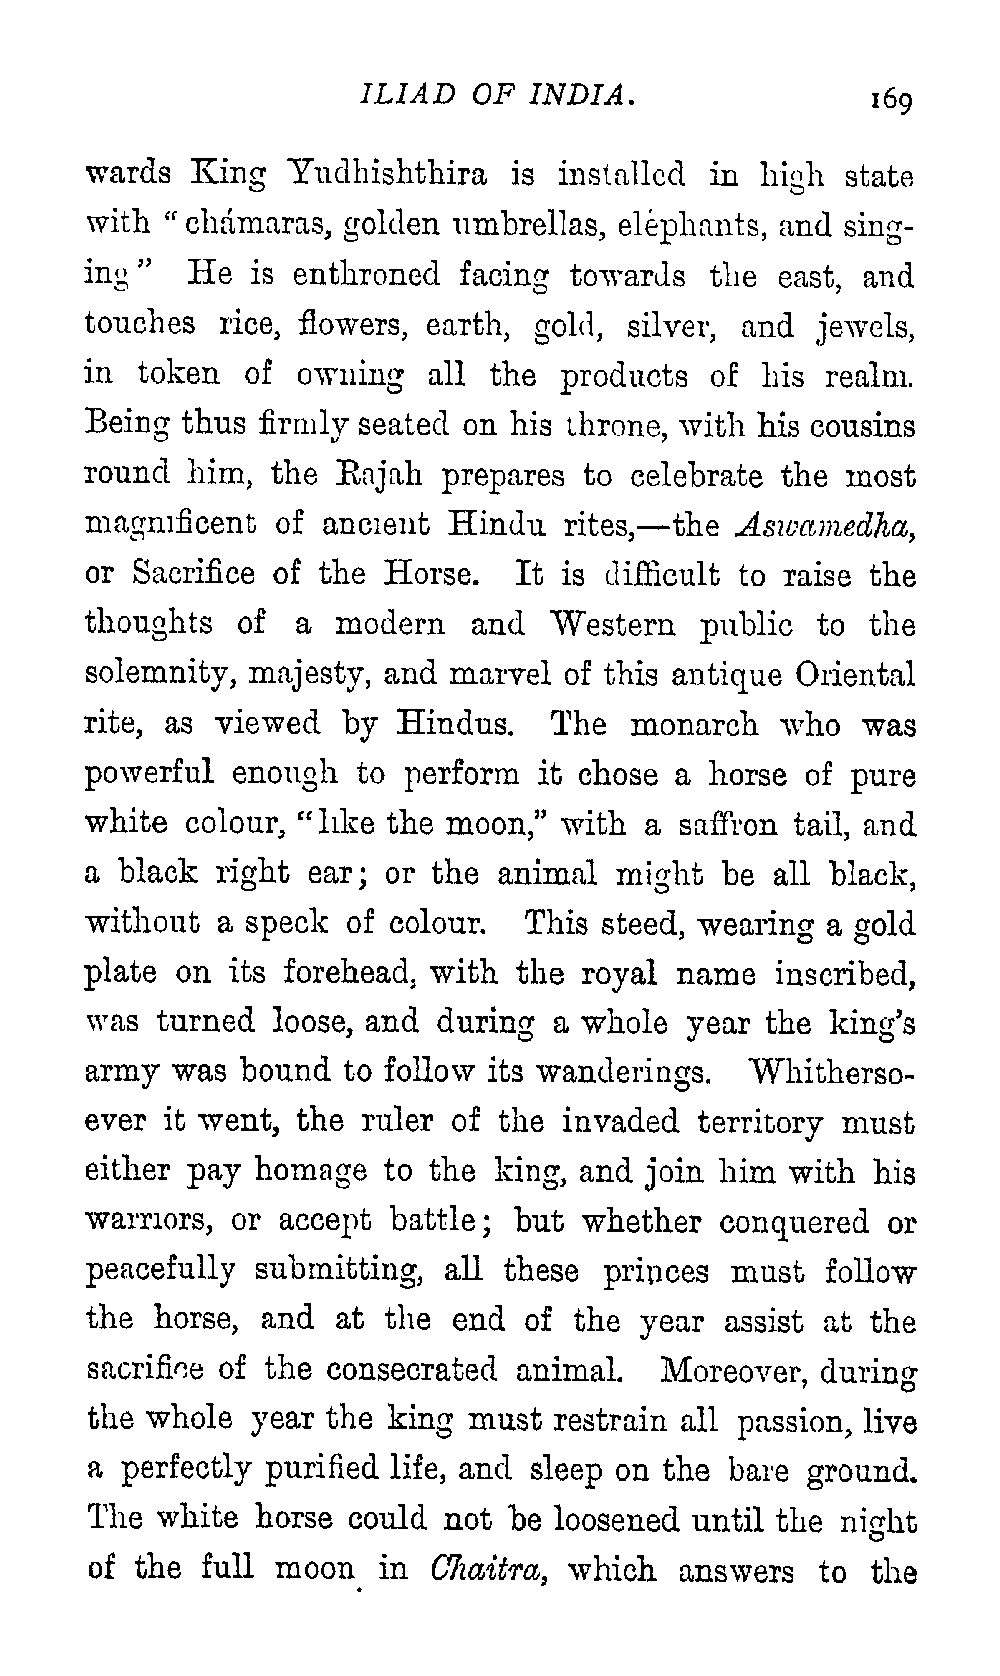 ILIAD OF INDIA. 169
wards King Yudhishthira is installed in high state
with "chámaras, golden umbrellas, elephants, and sing-
ing" He is enthroned facing towards the east, and
touches rice, flowers, earth, gold, silver, and jewels,
in token of owning all the products of his realm.
Being thus firmly seated on his throne, with his cousins
round him, the Rajah prepares to celebrate the most
magnificent of ancient Hindu rites,—the Aswamedha,
or Sacrifice of the Horse. It is difficult to raise the
thoughts of a modern and Western public to the
solemnity, majesty, and marvel of this antique Oriental
rite, as viewed by Hindus. The monarch who was
powerful enough to perform it chose a horse of pure
white colour, "like the moon," with a saffron tail, and
a black right ear; or the animal might be all black,
without a speck of colour. This steed, wearing a gold
plate on its forehead, with the royal name inscribed,
was turned loose, and during a whole year the king's
army was bound to follow its wanderings. Whitherso-
ever it went, the ruler of the invaded territory must
either pay homage to the king, and join him with his
warriors, or accept battle; but whether conquered or
peacefully submitting, all these princes must follow
the horse, and at the end of the year assist at the
sacrifice of the consecrated animal. Moreover, during
the whole year the king must restrain all passion, live
a perfectly purified life, and sleep on the bare ground.
The white horse could not be loosened until the night
of the full moon in Chaitra, which answers to the